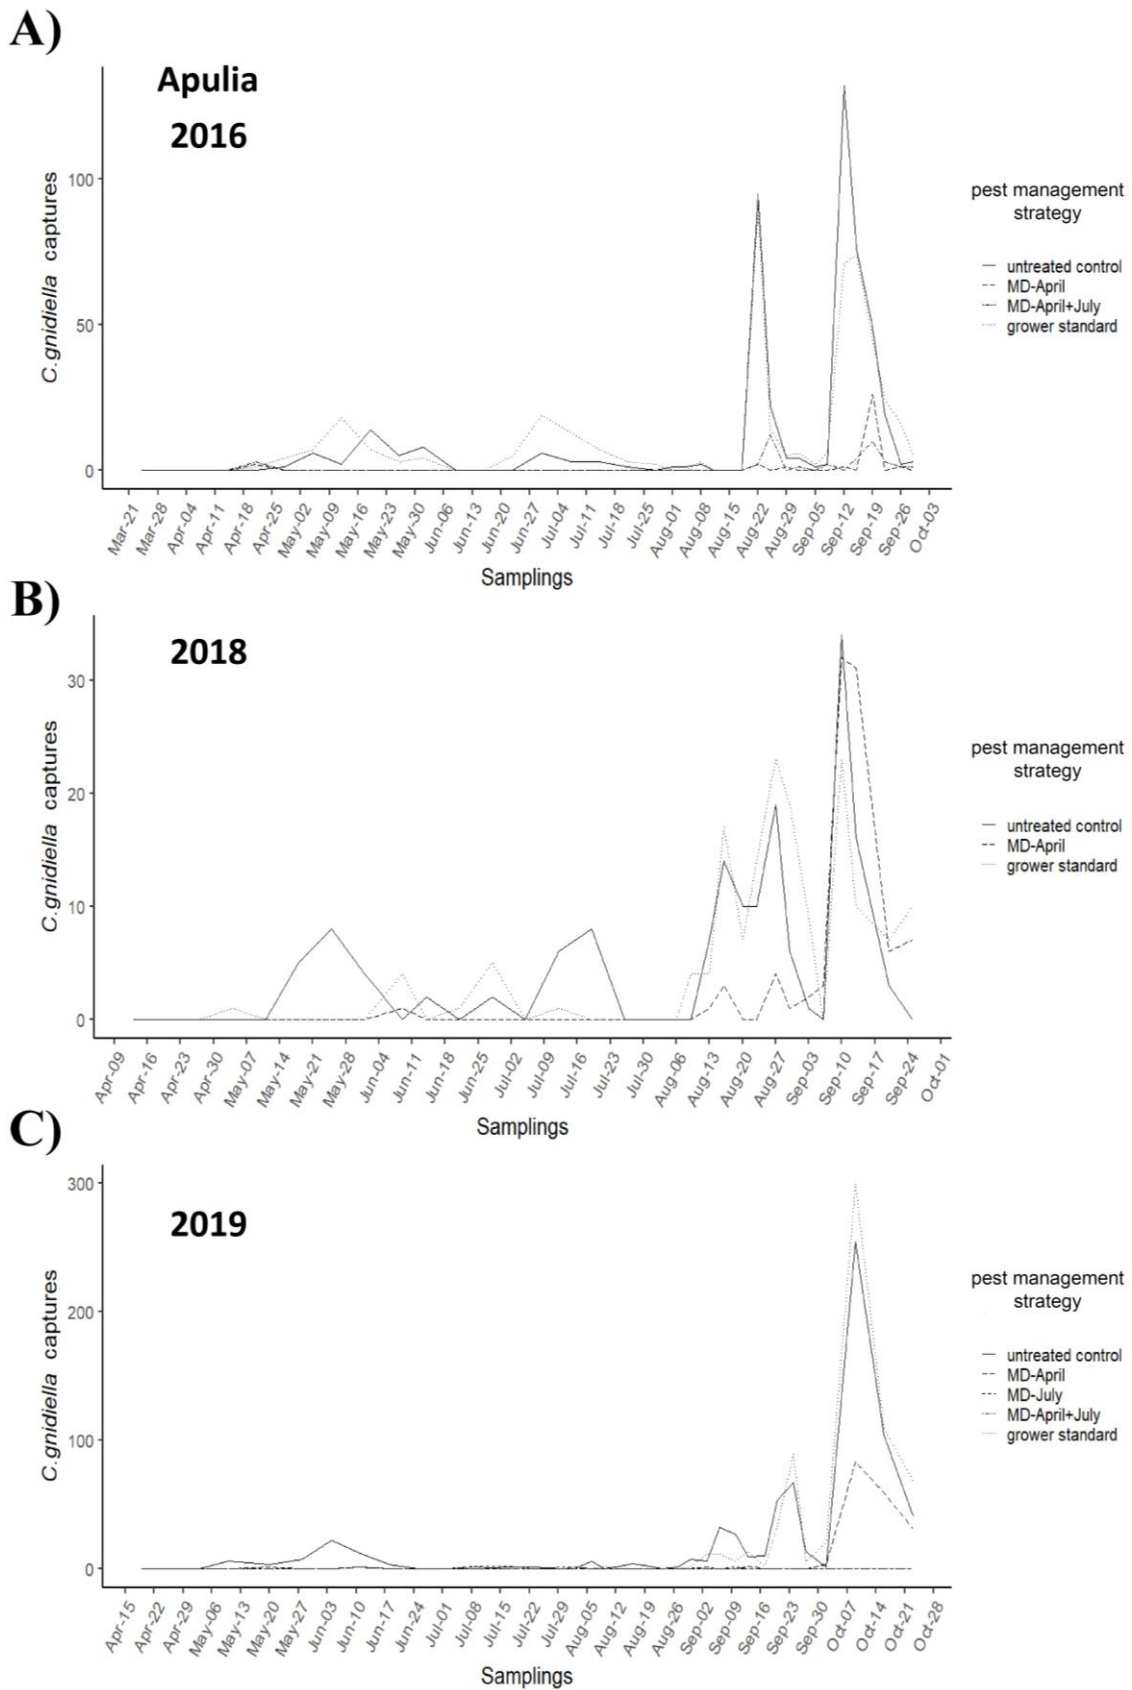 A)
Apulia
2016
C.gnidiella captures
100
50
0
Mar-21
Mar-28
Apr-04
Apr-11
Apr-18
Apr-25
May-02
May-09
May-16
May-23
May-30
Jun-06
Jun-13
Jun-20
Jun-27
Jul-04
Jul-11
Jul-18
Jul-25
Aug-01
Aug-08
Aug-15
Aug-22
Aug-29
Sep-05
Sep-12
Sep-19
Sep-26
Oct-03
Samplings
pest management
strategy
untreated control
MD-April
MD-April+July
grower standard
B)
2018
C.gnidiella captures
30
20
10
0
Apr-09
Apr-16
Apr-23
Apr-30
May-07
May-14
May-21
May-28
Jun-04
Jun-11
Jun-18
Jun-25
Jul-02
Jul-09
Jul-16
Jul-23
Jul-30
Aug-06
Aug-13
Aug-20
Aug-27
Sep-03
Sep-10
Sep-17
Sep-24
Oct-01
Samplings
pest management
strategy
untreated control
MD-April
grower standard
C)
2019
C.gnidiella captures
300
200
100
0
Apr-15
Apr-22
Apr-29
May-06
May-13
May-20
May-27
Jun-03
Jun-10
Jun-17
Jun-24
Jul-01
Jul-08
Jul-15
Jul-22
Jul-29
Aug-05
Aug-12
Aug-19
Aug-26
Sep-02
Sep-09
Sep-16
Sep-23
Sep-30
Oct-07
Oct-14
Oct-21
Oct-28
Samplings
pest management
strategy
untreated control
MD-April
MD-July
MD-April+July
grower standard